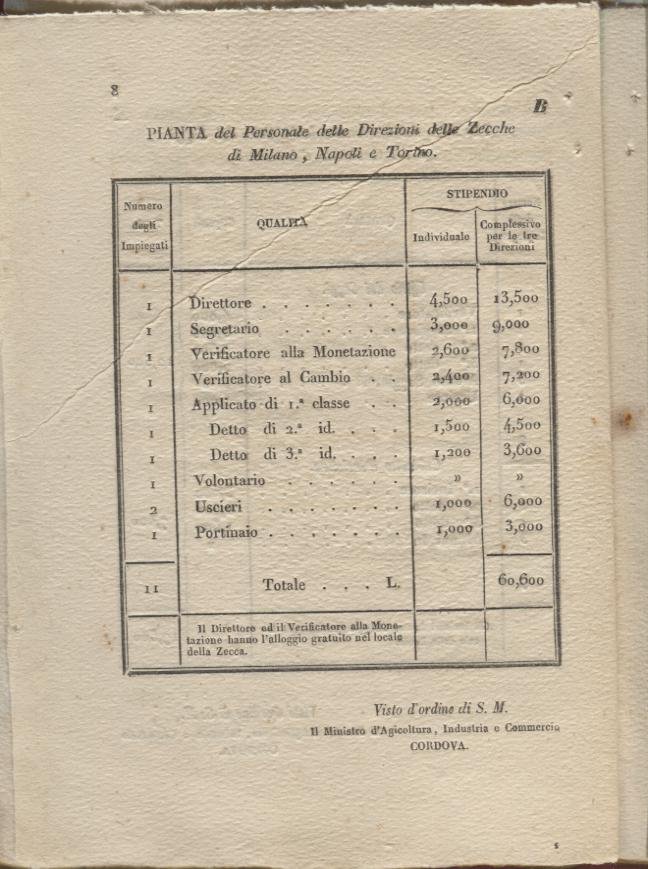 8
B
PIANTA del Personale delle Direzioni delle Zecche
di Milano, Napoli e Torino.
Numero degli Impiegati
QUALITÀ
STIPENDIO
Individuale
Complessivo per le tre Direzioni
1 Direttore . . . . . . . 4,500 13,500
1 Segretario . . . . . . 3,000 9,000
1 Verificatore alla Monetazione 2,600 7,800
1 Verificatore al Cambio . . 2,400 7,200
1 Applicato di 1.ª classe . . 2,000 6,000
1 Detto di 2.ª id. . . . 1,500 4,500
1 Detto di 3.ª id. . . . 1,200 3,600
1 Volontario . . . . . . » »
2 Uscieri . . . . . . . 1,000 6,000
1 Portinaio . . . . . . . 1,000 3,000
11 Totale . . . L. 60,600
Il Direttore ed il Verificatore alla Mone-
tazione hanno l'alloggio gratuito nel locale
della Zecca.
Visto d'ordine di S. M.
Il Ministro d'Agicoltura, Industria e Commercio
CORDOVA.